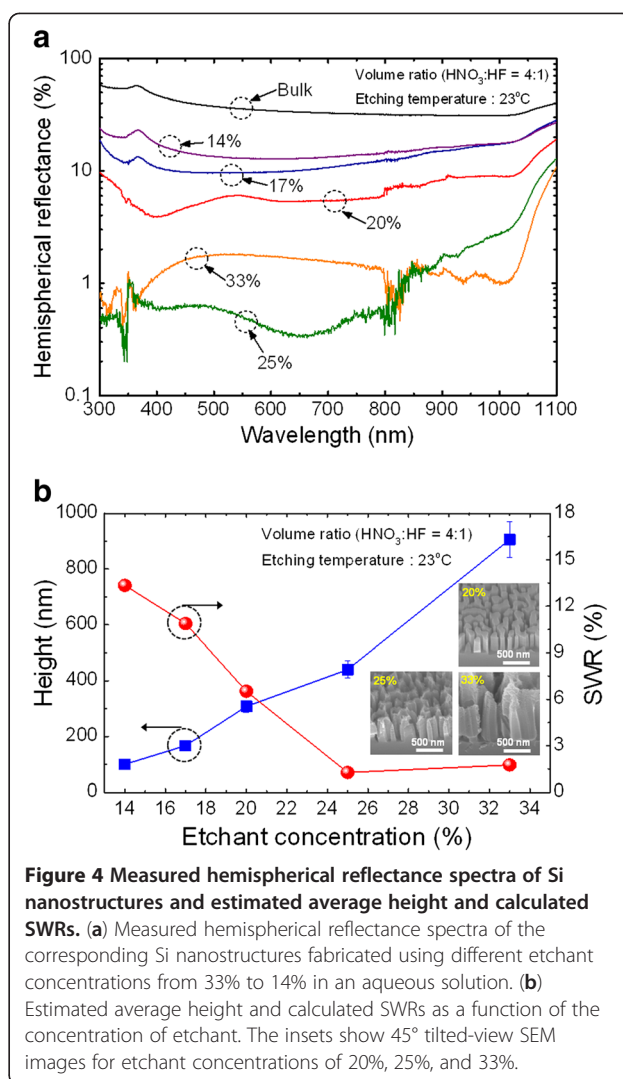 a
100
10
1
0.1
Hemispherical reflectance (%)
Volume ratio (HNO₃:HF = 4:1)
Etching temperature : 23°C
Bulk
14%
17%
20%
33%
25%
300 400 500 600 700 800 900 1000 1100
Wavelength (nm)
b
1000
800
600
400
200
0
Height (nm)
Volume ratio (HNO₃:HF = 4:1)
Etching temperature : 23°C
20%
500 nm
25%
500 nm
33%
500 nm
18
15
12
9
6
3
0
SWR (%)
14 16 18 20 22 24 26 28 30 32 34
Etchant concentration (%)
Figure 4 Measured hemispherical reflectance spectra of Si
nanostructures and estimated average height and calculated
SWRs. (a) Measured hemispherical reflectance spectra of the
corresponding Si nanostructures fabricated using different etchant
concentrations from 33% to 14% in an aqueous solution. (b)
Estimated average height and calculated SWRs as a function of the
concentration of etchant. The insets show 45° tilted-view SEM
images for etchant concentrations of 20%, 25%, and 33%.